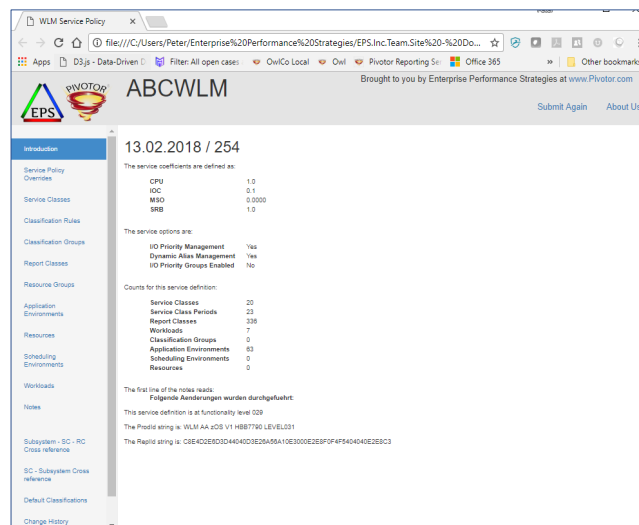 WLM Service Policy
file:///C:/Users/Peter/Enterprise%20Performance%20Strategies/EPS.Inc.Team.Site%20-%20Do...
Apps D3.js - Data-Driven D Filter: All open cases OwlCo Local Owl Pivotor Reporting Se Office 365 » Other bookmarks
EPS
PIVOTOR
ABCWLM
Brought to you by Enterprise Performance Strategies at www.Pivotor.com
Submit Again About Us
Introduction
Service Policy
Overrides
Service Classes
Classification Rules
Classification Groups
Report Classes
Resource Groups
Application
Environments
Resources
Scheduling
Environments
Workloads
Notes
Subsystem - SC - RC
Cross reference
SC - Subsystem Cross
reference
Default Classifications
Change History
13.02.2018 / 254
The service coefficients are defined as:
CPU 1.0
IOC 0.1
MSO 0.0000
SRB 1.0
The service options are:
I/O Priority Management Yes
Dynamic Alias Management Yes
I/O Priority Groups Enabled No
Counts for this service definition:
Service Classes 20
Service Class Periods 23
Report Classes 336
Workloads 7
Classification Groups 0
Application Environments 63
Scheduling Environments 0
Resources 0
The first line of the notes reads:
Folgende Aenderungen wurden durchgefuehrt:
This service definition is at functionality level 029
The ProdId string is: WLM AA zOS V1 HBB7790 LEVEL031